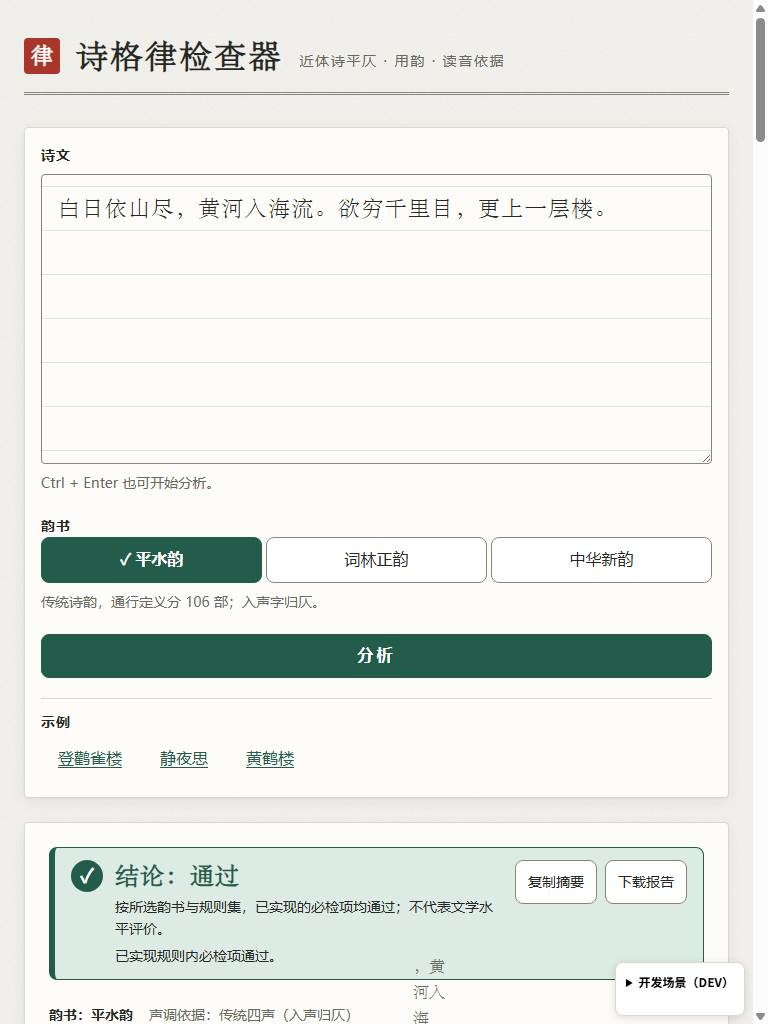 律 诗格律检查器 近体诗平仄 · 用韵 · 读音依据
诗文
白日依山尽，黄河入海流。欲穷千里目，更上一层楼。
Ctrl + Enter 也可开始分析。
韵书
✓平水韵 词林正韵 中华新韵
传统诗韵，通行定义分 106 部；入声字归仄。
分析
示例
登鹳雀楼 静夜思 黄鹤楼
结论：通过 复制摘要 下载报告
按所选韵书与规则集，已实现的必检项均通过；不代表文学水
平评价。
已实现规则内必检项通过。
，黄
河入
海
▶ 开发场景（DEV）
韵书：平水韵 声调依据：传统四声（入声归仄）